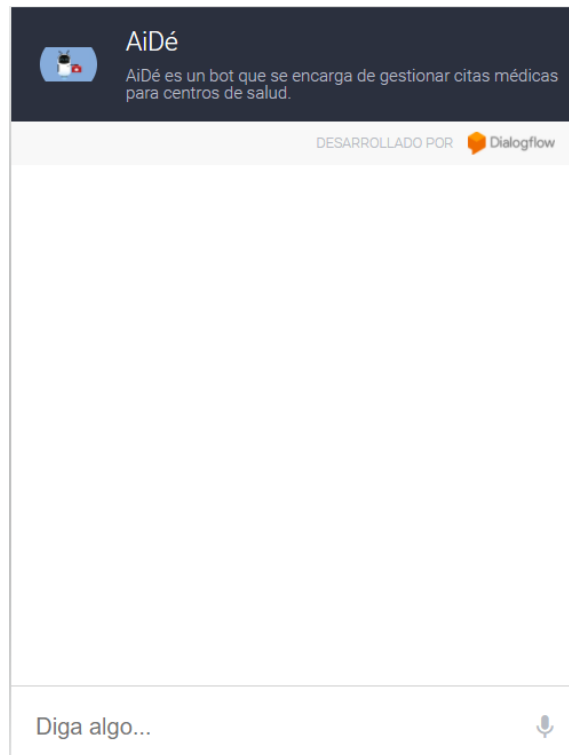 AiDé
AiDé es un bot que se encarga de gestionar citas médicas
para centros de salud.
DESARROLLADO POR Dialogflow
Diga algo...